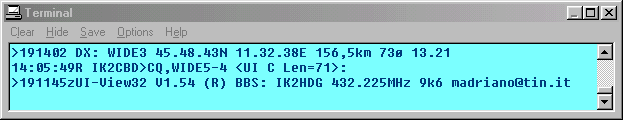 Terminal
Clear Hide Save Options Help
>191402 DX: WIDE3 45.48.43N 11.32.38E 156,5km 73ø 13.21
14:05:49R IK2CBD>CQ,WIDE5-4 <UI C Len=71>:
>191145zUI-View32 V1.54 (R) BBS: IK2HDG 432.225MHz 9k6 madriano@tin.it